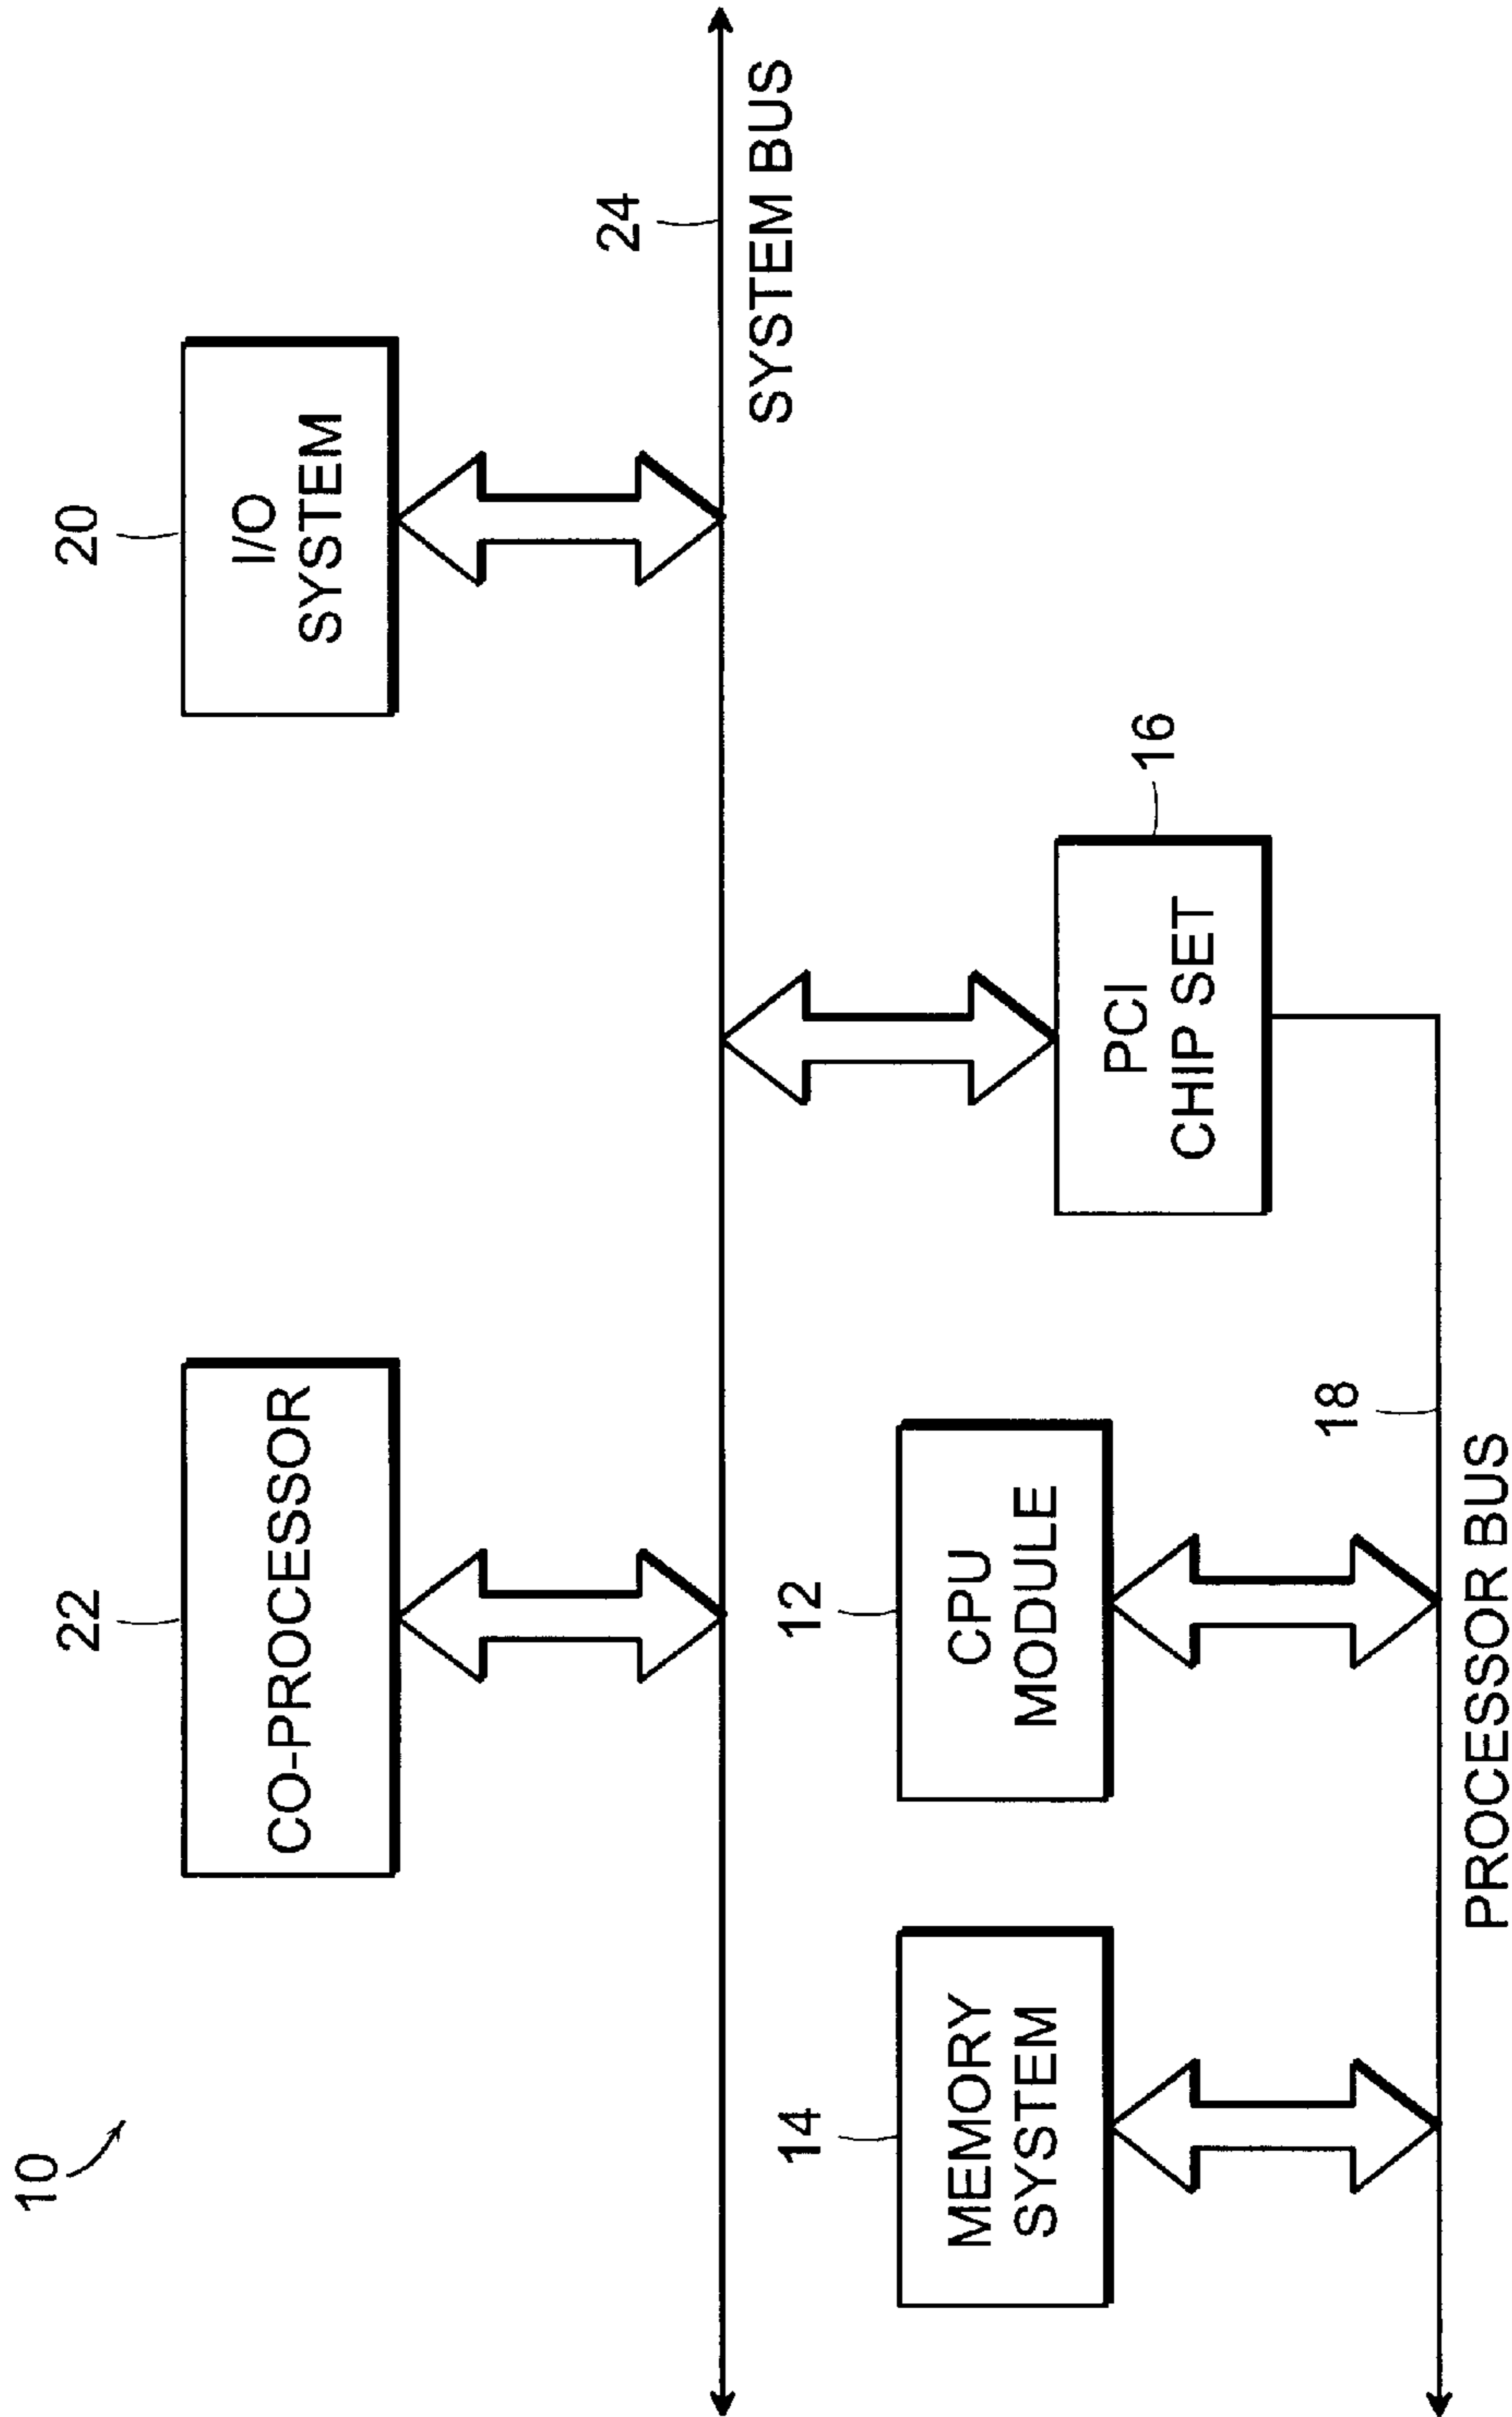 10
22
CO-PROCESSOR
20
I/O
SYSTEM
24
SYSTEM BUS
14
MEMORY
SYSTEM
12
CPU
MODULE
16
PCI
CHIP SET
18
PROCESSOR BUS